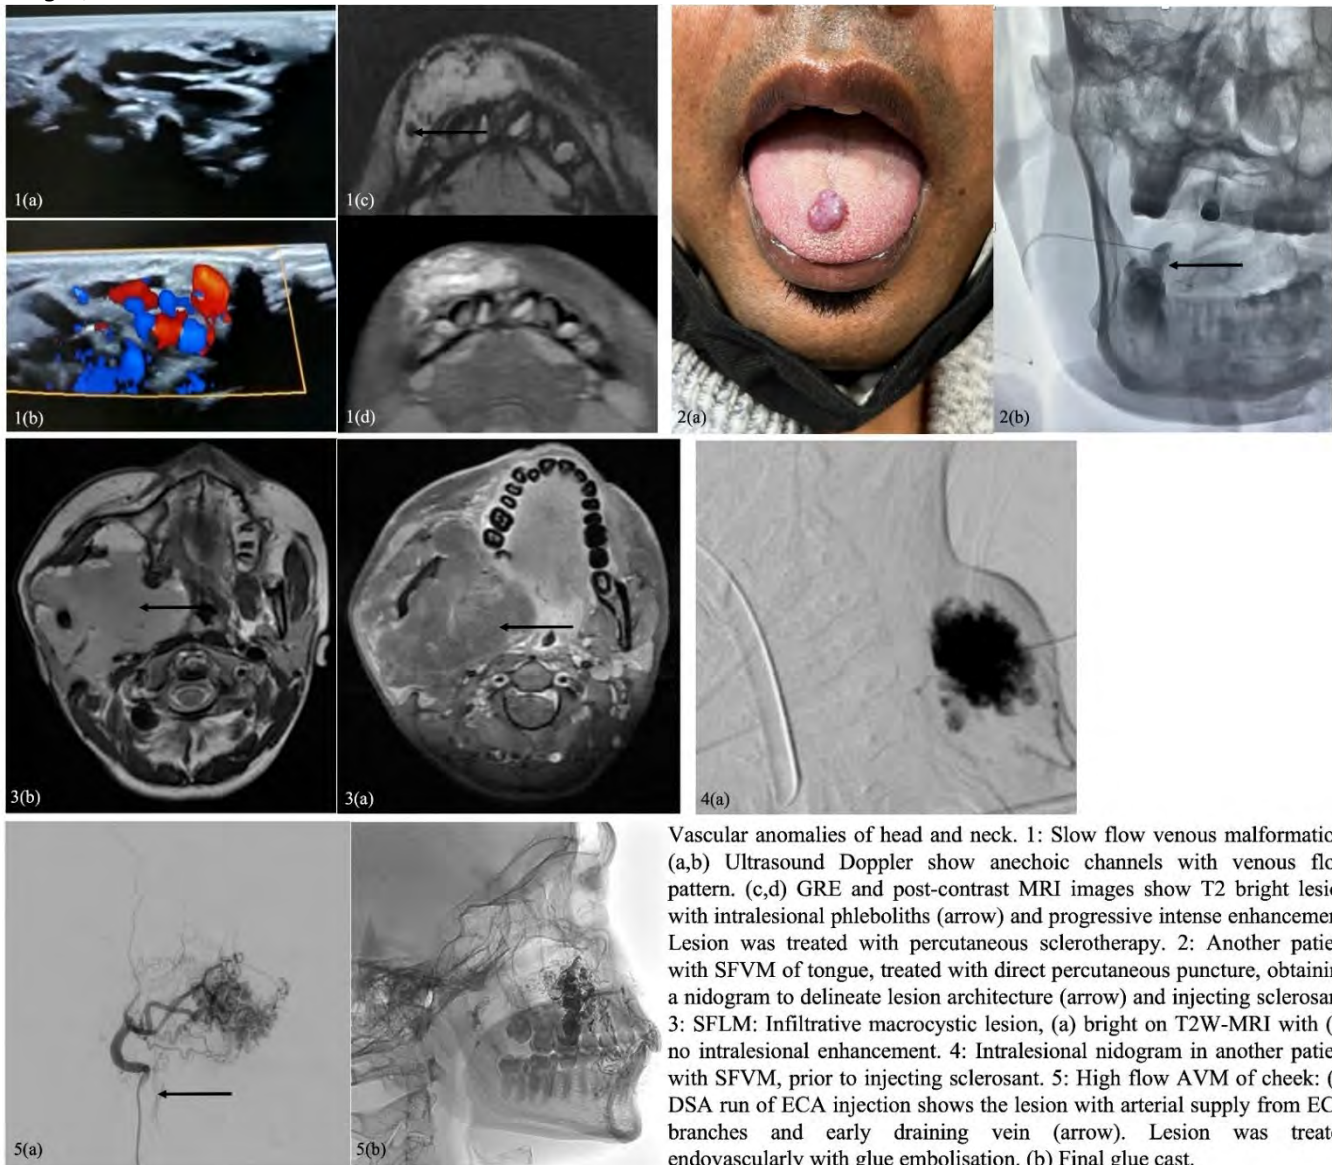 1(a)
1(c)
1(b)
1(d)
2(a)
2(b)
3(b)
3(a)
4(a)
5(a)
5(b)
Vascular anomalies of head and neck. 1: Slow flow venous malformatio
(a,b) Ultrasound Doppler show anechoic channels with venous flo
pattern. (c,d) GRE and post-contrast MRI images show T2 bright lesio
with intralesional phleboliths (arrow) and progressive intense enhancemen
Lesion was treated with percutaneous sclerotherapy. 2: Another patie
with SFVM of tongue, treated with direct percutaneous puncture, obtainin
a nidogram to delineate lesion architecture (arrow) and injecting sclerosan
3: SFLM: Infiltrative macrocystic lesion, (a) bright on T2W-MRI with (
no intralesional enhancement. 4: Intralesional nidogram in another patie
with SFVM, prior to injecting sclerosant. 5: High flow AVM of cheek: (
DSA run of ECA injection shows the lesion with arterial supply from EC
branches and early draining vein (arrow). Lesion was treate
endovascularly with glue embolisation. (b) Final glue cast.